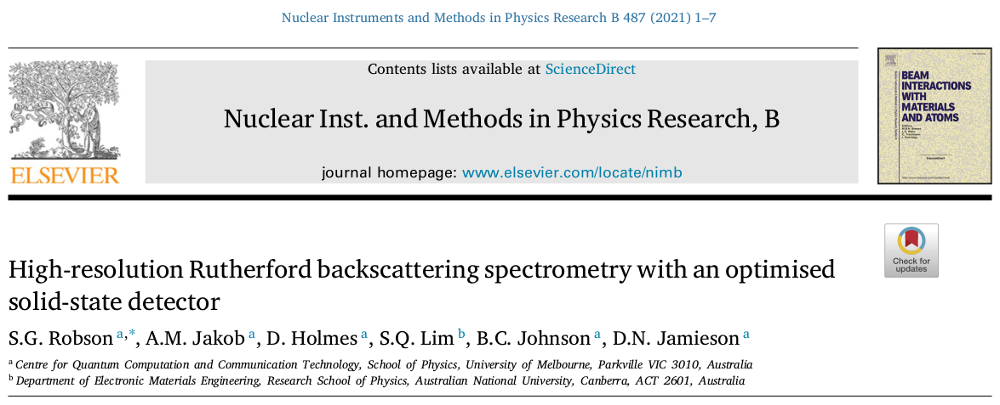 Nuclear Instruments and Methods in Physics Research B 487 (2021) 1–7
Contents lists available at ScienceDirect
Nuclear Inst. and Methods in Physics Research, B
journal homepage: www.elsevier.com/locate/nimb
ELSEVIER
BEAM
INTERACTIONS
WITH
MATERIALS
AND ATOMS
Check for
updates
High-resolution Rutherford backscattering spectrometry with an optimised
solid-state detector
S.G. Robson a,*, A.M. Jakob a, D. Holmes a, S.Q. Lim b, B.C. Johnson a, D.N. Jamieson a
a Centre for Quantum Computation and Communication Technology, School of Physics, University of Melbourne, Parkville VIC 3010, Australia
b Department of Electronic Materials Engineering, Research School of Physics, Australian National University, Canberra, ACT 2601, Australia